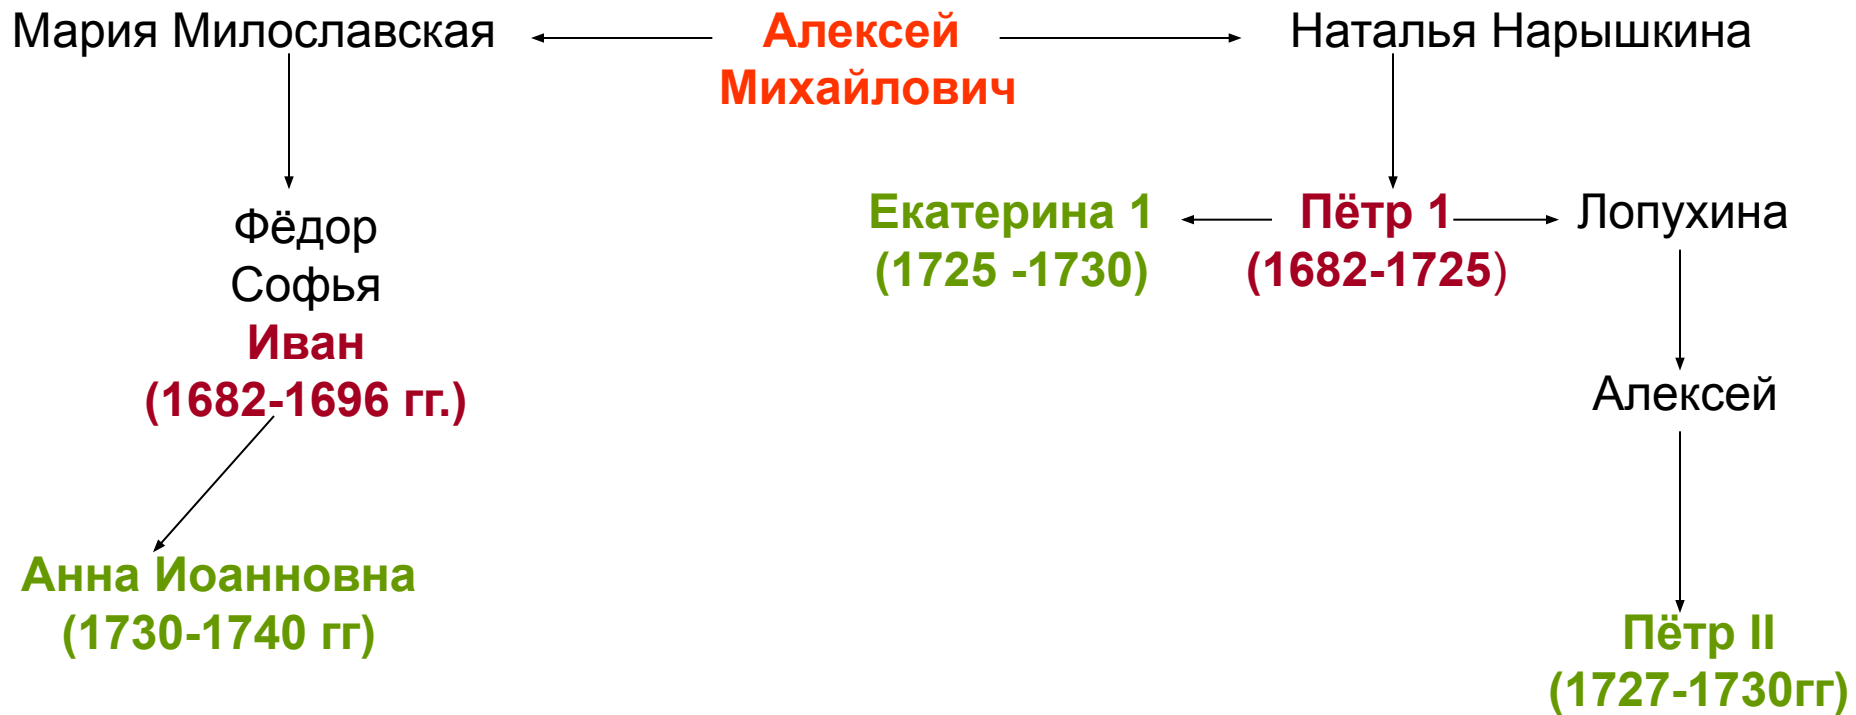 Мария Милославская
Алексей
Михайлович
Наталья Нарышкина
Фёдор
Софья
Иван
(1682-1696 гг.)
Екатерина 1
(1725 -1730)
Пётр 1
(1682-1725)
Лопухина
Алексей
Анна Иоанновна
(1730-1740 гг)
Пётр II
(1727-1730гг)